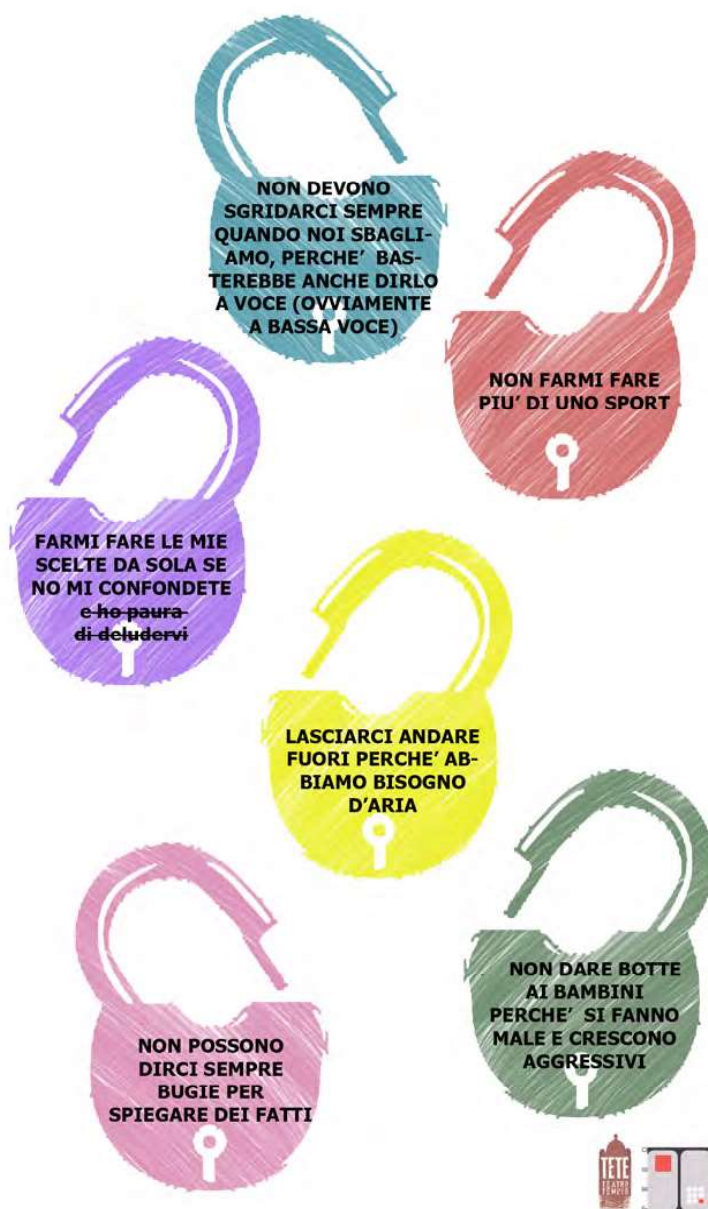 NON DEVONO
SGRIDARCI SEMPRE
QUANDO NOI SBAGLI-
AMO, PERCHE’ BAS-
TEREBBE ANCHE DIRLO
A VOCE (OVVIAMENTE
A BASSA VOCE)
NON FARMI FARE
PIU’ DI UNO SPORT
FARMI FARE LE MIE
SCELTE DA SOLA SE
NO MI CONFONDETE
e ho paura
di deludervi
LASCIARCI ANDARE
FUORI PERCHE’ AB-
BIAMO BISOGNO
D’ARIA
NON DARE BOTTE
AI BAMBINI
PERCHE’ SI FANNO
MALE E CRESCONO
AGGRESSIVI
NON POSSONO
DIRCI SEMPRE
BUGIE PER
SPIEGARE DEI FATTI
TETE
TEATRO
TEMPIO